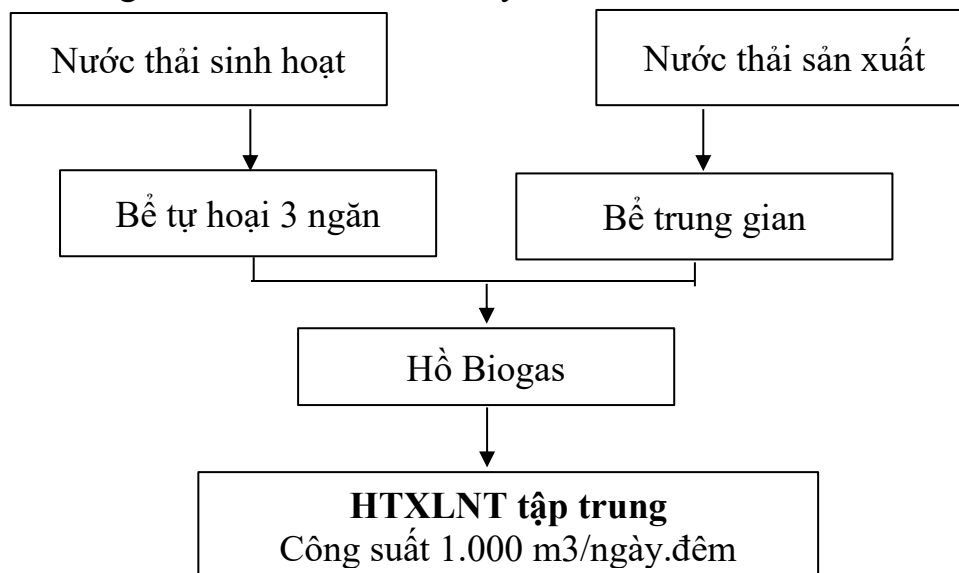 Nước thải sinh hoạt
Nước thải sản xuất
Bể tự hoại 3 ngăn
Bể trung gian
Hồ Biogas
HTXLNT tập trung
Công suất 1.000 m3/ngày.đêm